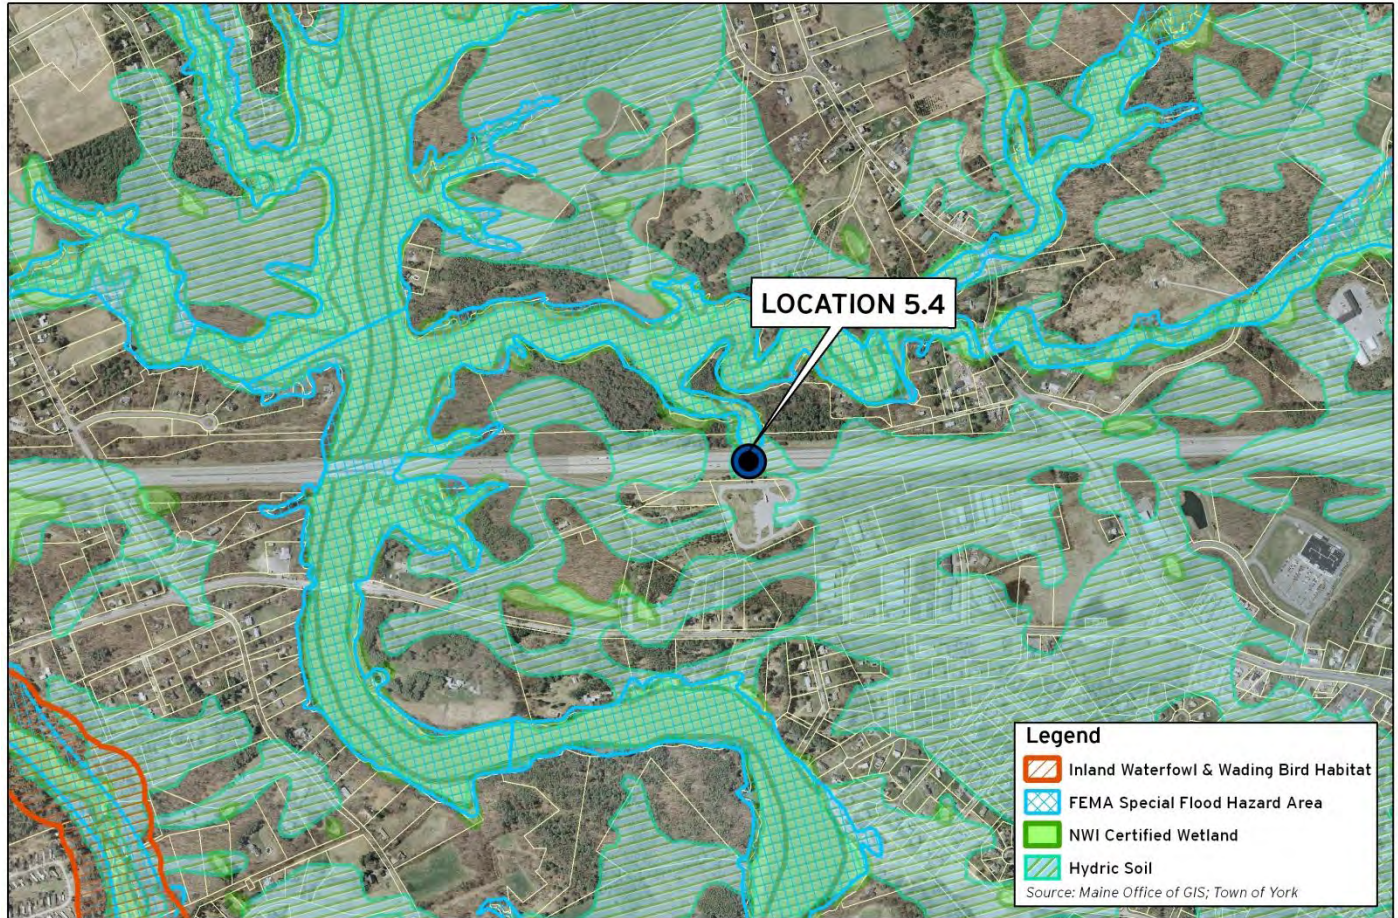 LOCATION 5.4
Legend
Inland Waterfowl & Wading Bird Habitat
FEMA Special Flood Hazard Area
NWI Certified Wetland
Hydric Soil
Source: Maine Office of GIS; Town of York